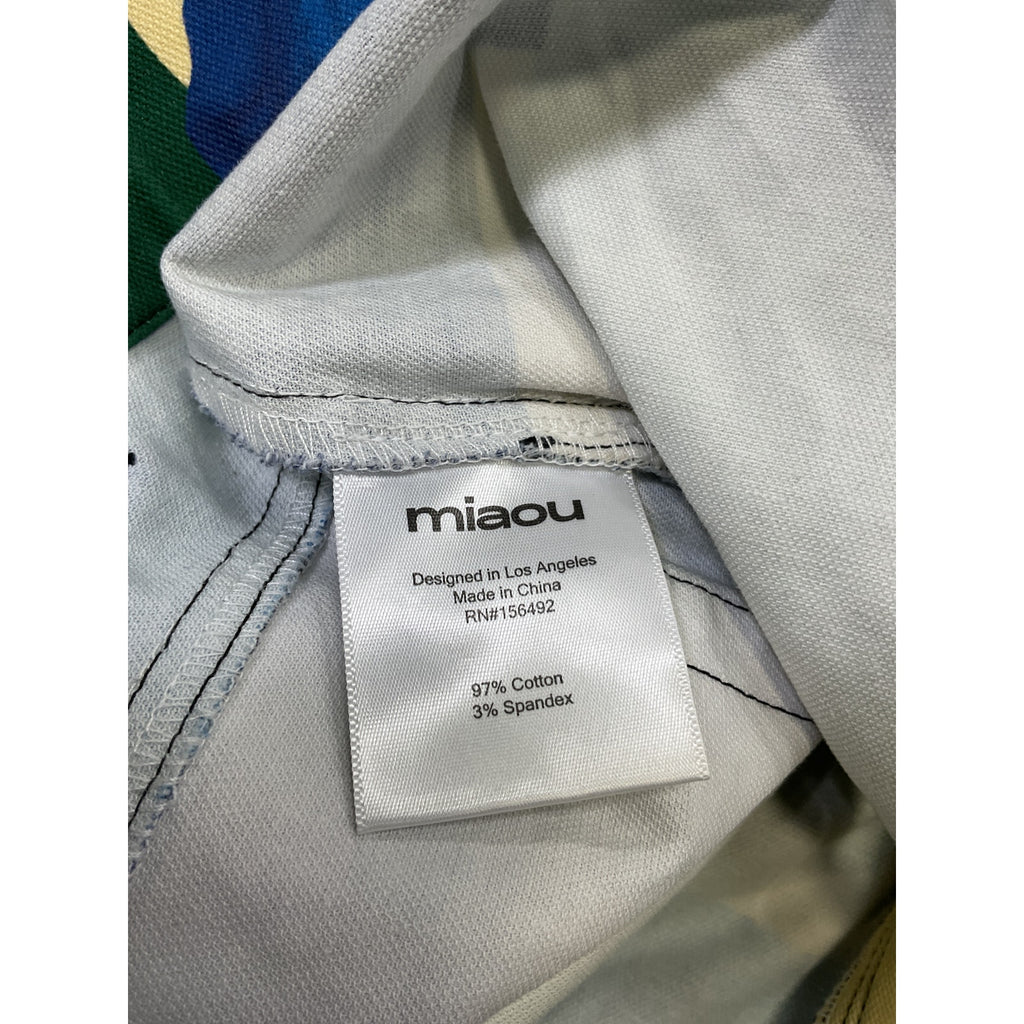 miaou
Designed in Los Angeles
Made in China
RN#156492
97% Cotton
3% Spandex